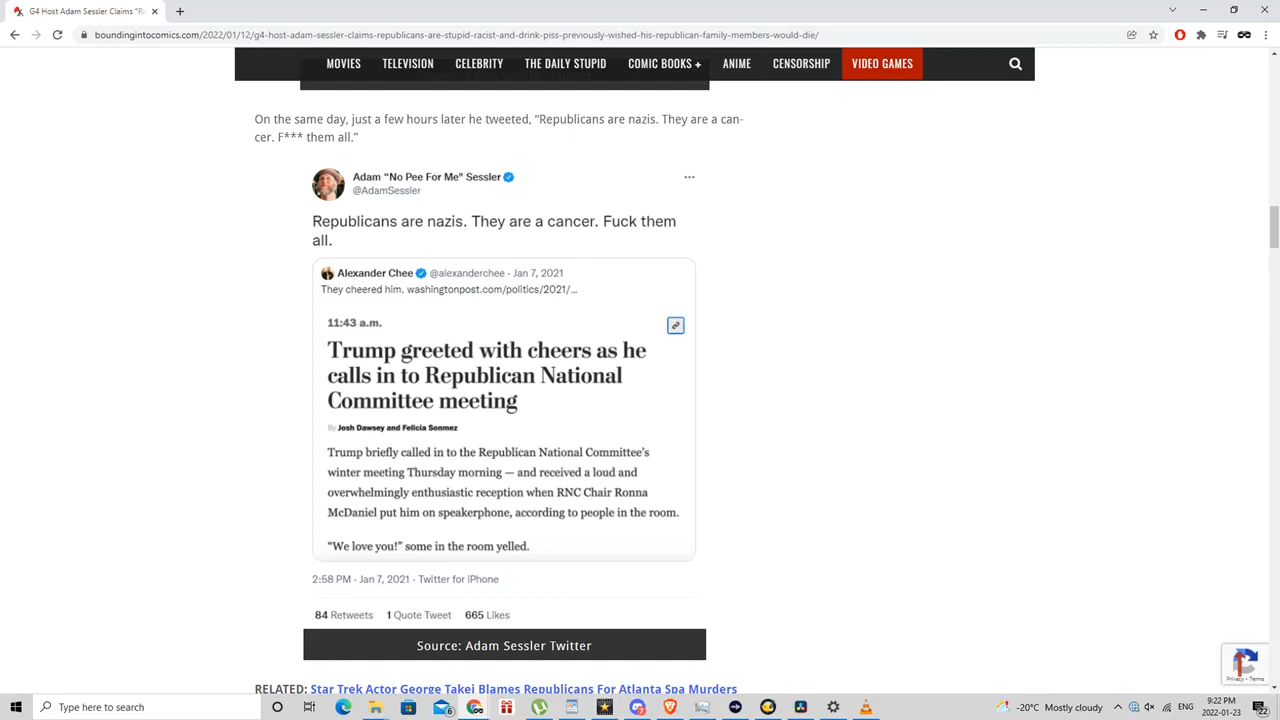 G4 Host Adam Sessler Claims "Re
boundingintocomics.com/2022/01/12/g4-host-adam-sessler-claims-republicans-are-stupid-racist-and-drink-piss-previously-wished-his-republican-family-members-would-die/
MOVIES TELEVISION CELEBRITY THE DAILY STUPID COMIC BOOKS + ANIME CENSORSHIP VIDEO GAMES
On the same day, just a few hours later he tweeted, “Republicans are nazis. They are a can-
cer. F*** them all.”
Adam “No Pee For Me” Sessler
@AdamSessler
Republicans are nazis. They are a cancer. Fuck them
all.
Alexander Chee @alexanderchee · Jan 7, 2021
They cheered him. washingtonpost.com/politics/2021/...
11:43 a.m.
Trump greeted with cheers as he
calls in to Republican National
Committee meeting
By Josh Dawsey and Felicia Sonmez
Trump briefly called in to the Republican National Committee’s
winter meeting Thursday morning — and received a loud and
overwhelmingly enthusiastic reception when RNC Chair Ronna
McDaniel put him on speakerphone, according to people in the room.
“We love you!” some in the room yelled.
2:58 PM · Jan 7, 2021 · Twitter for iPhone
84 Retweets 1 Quote Tweet 665 Likes
Source: Adam Sessler Twitter
RELATED: Star Trek Actor George Takei Blames Republicans For Atlanta Spa Murders
Privacy - Terms
Type here to search
-20°C Mostly cloudy
ENG
9:22 PM
2022-01-23
22